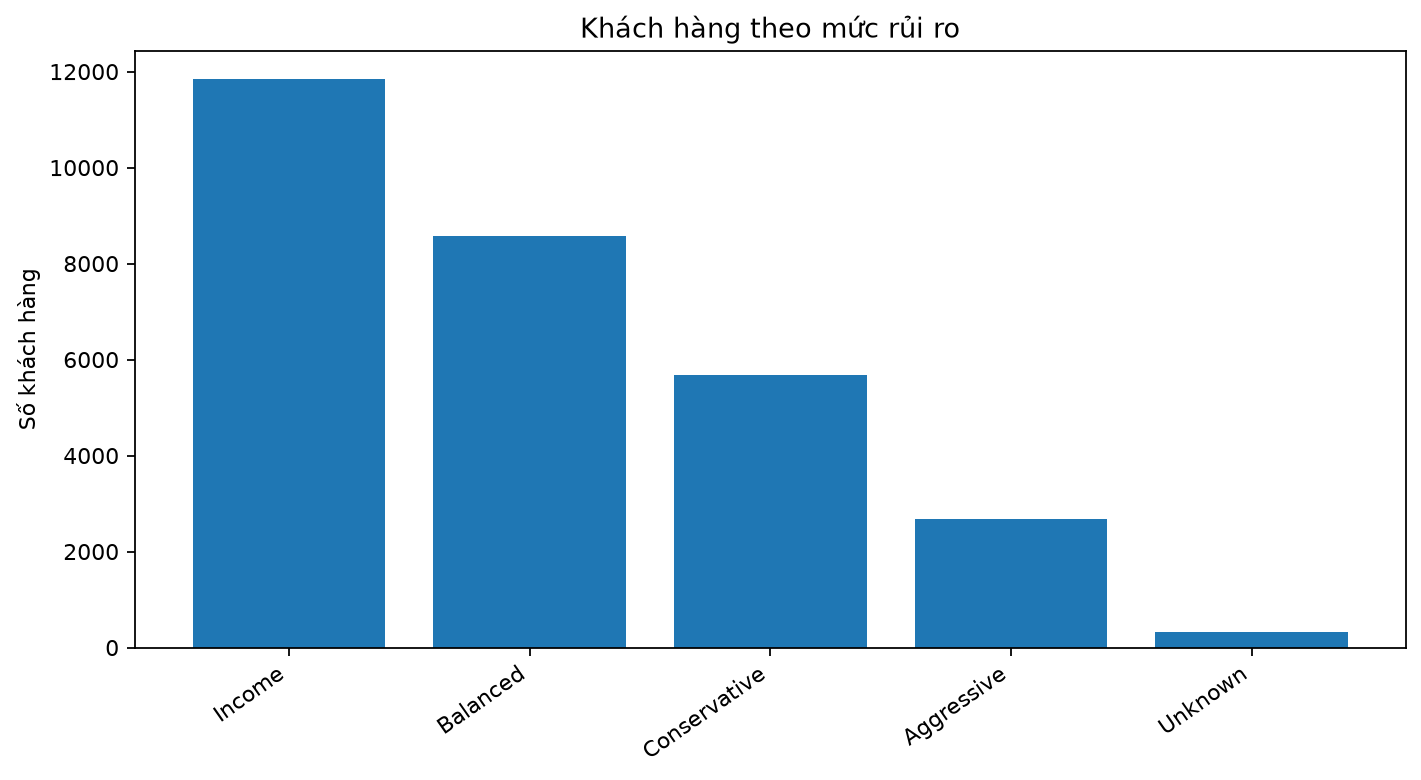 Khách hàng theo mức rủi ro
Số khách hàng
12000
10000
8000
6000
4000
2000
0
Income
Balanced
Conservative
Aggressive
Unknown